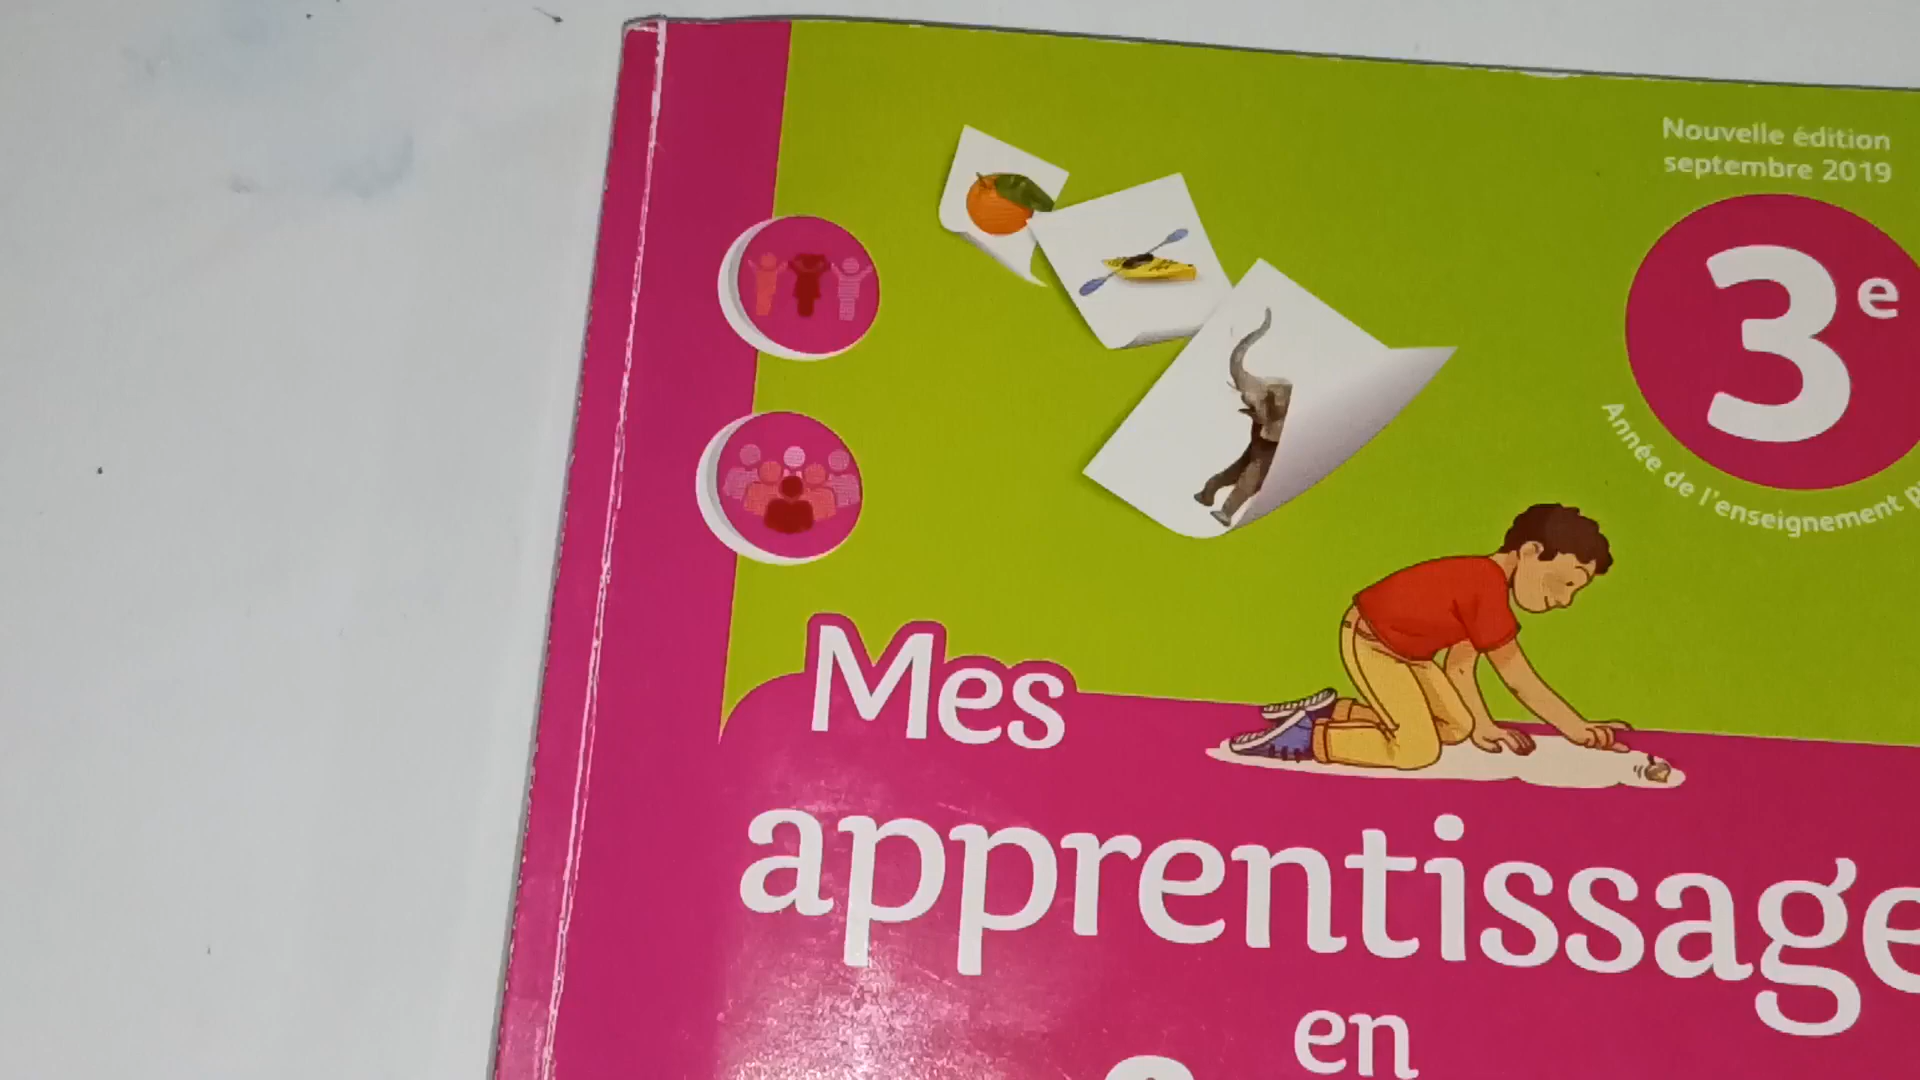 Nouvelle édition
septembre 2019
3e
Année de l'enseignement
Mes
apprentissage
en